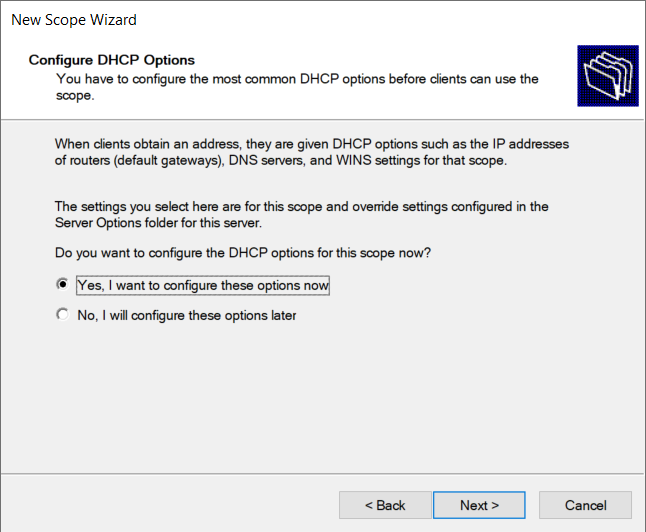 New Scope Wizard
Configure DHCP Options
You have to configure the most common DHCP options before clients can use the
scope.
When clients obtain an address, they are given DHCP options such as the IP addresses
of routers (default gateways), DNS servers, and WINS settings for that scope.
The settings you select here are for this scope and override settings configured in the
Server Options folder for this server.
Do you want to configure the DHCP options for this scope now?
Yes, I want to configure these options now
No, I will configure these options later
< Back
Next >
Cancel